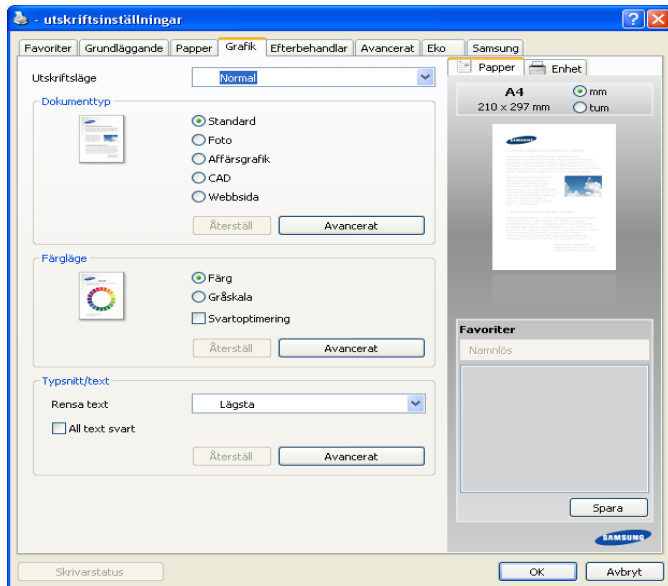 - utskriftsinställningar
Favoriter Grundläggande Papper Grafik Efterbehandlar Avancerat Eko Samsung
Utskriftsläge Normal
Dokumenttyp
Standard
Foto
Affärsgrafik
CAD
Webbsida
Återställ Avancerat
Färgläge
Färg
Gråskala
Svartoptimering
Återställ Avancerat
Typsnitt/text
Rensa text Lägsta
All text svart
Återställ Avancerat
Papper Enhet
A4
210 x 297 mm
mm
tum
SAMSUNG
Favoriter
Namnlös
Spara
SAMSUNG
Skrivarstatus OK Avbryt